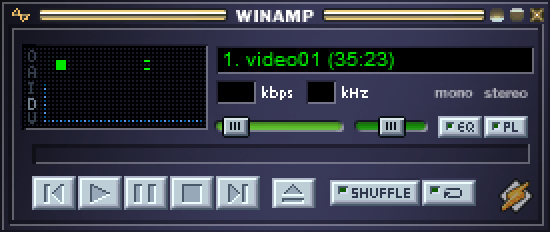 WINAMP
O
A
I
D
V
1. video01 (35:23)
kbps kHz mono stereo
EQ PL
SHUFFLE